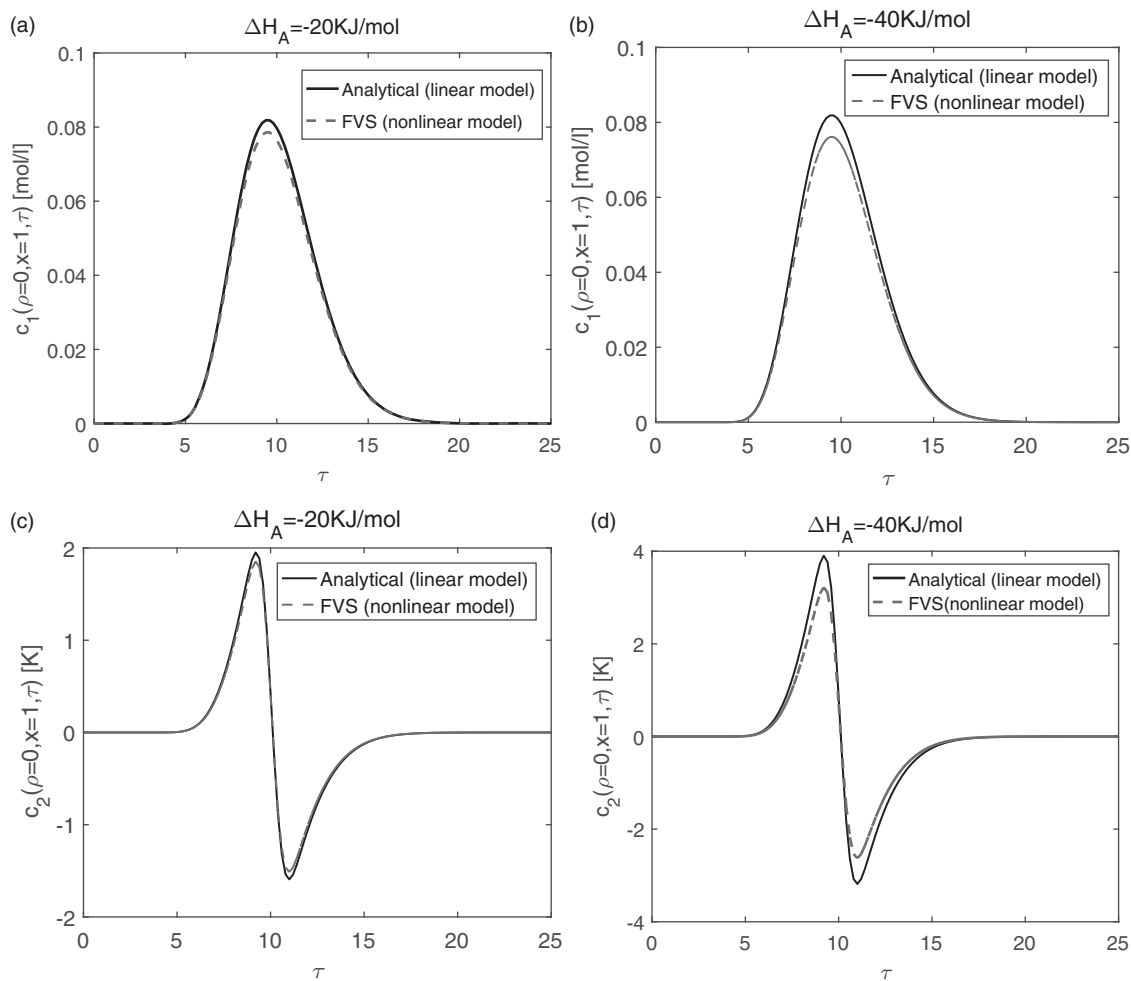 (a)
ΔH_A=-20KJ/mol
0.1
0.08
0.06
0.04
0.02
0
c_1(ρ=0,x=1,τ) [mol/l]
Analytical (linear model)
FVS (nonlinear model)
0 5 10 15 20 25
τ
(b)
ΔH_A=-40KJ/mol
0.1
0.08
0.06
0.04
0.02
0
c_1(ρ=0,x=1,τ) [mol/l]
Analytical (linear model)
FVS (nonlinear model)
0 5 10 15 20 25
τ
(c)
ΔH_A=-20KJ/mol
2
1
0
-1
-2
c_2(ρ=0,x=1,τ) [K]
Analytical (linear model)
FVS (nonlinear model)
0 5 10 15 20 25
τ
(d)
ΔH_A=-40KJ/mol
4
2
0
-2
-4
c_2(ρ=0,x=1,τ) [K]
Analytical (linear model)
FVS(nonlinear model)
0 5 10 15 20 25
τ